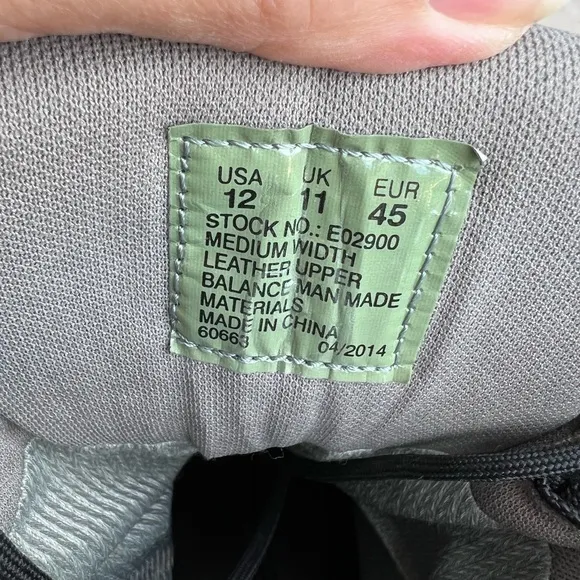 USA UK EUR
12 11 45
STOCK NO.: E02900
MEDIUM WIDTH
LEATHER UPPER
BALANCE MAN MADE
MATERIALS
MADE IN CHINA
60663 04/2014